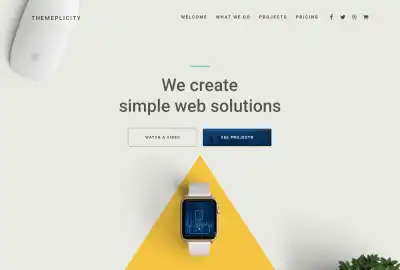 THEMEPLICITY
WELCOME WHAT WE DO PROJECTS PRICING
We create
simple web solutions
WATCH A VIDEO SEE PROJECTS